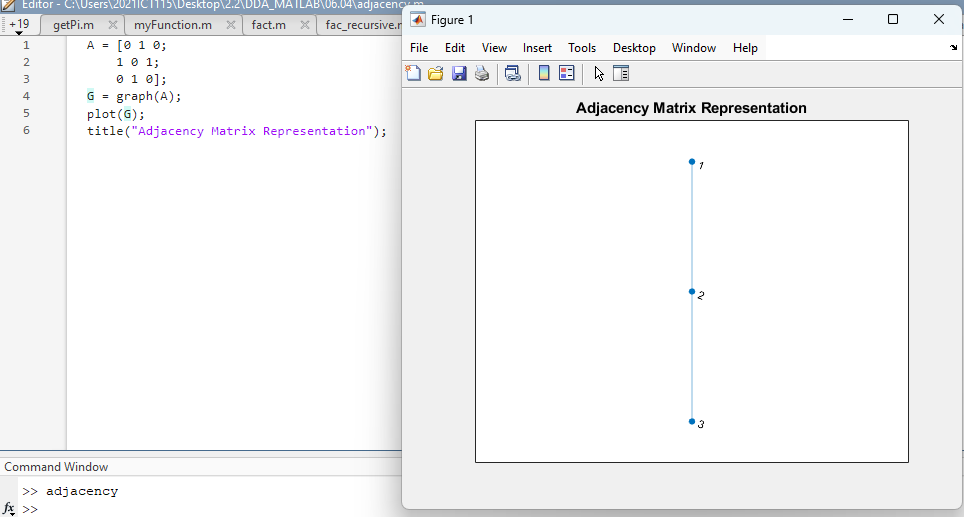 Editor - C:\Users\2021ICT115\Desktop\2.2\DDA_MATLAB\06.04\adjacency.m
+19 getPi.m myFunction.m fact.m fac_recursive.
1 A = [0 1 0;
2 1 0 1;
3 0 1 0];
4 G = graph(A);
5 plot(G);
6 title("Adjacency Matrix Representation");
Command Window
>> adjacency
fx >>
Figure 1
File Edit View Insert Tools Desktop Window Help
Adjacency Matrix Representation
1
2
3